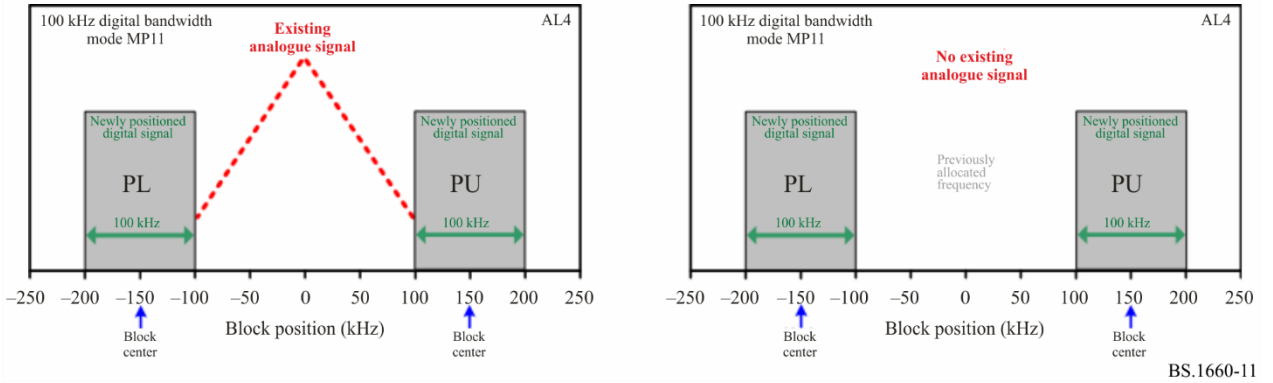 100 kHz digital bandwidth
mode MP11
AL4
Existing
analogue signal
Newly positioned
digital signal
Newly positioned
digital signal
PL
PU
100 kHz
100 kHz
–250 –200 –150 –100 –50 0 50 100 150 200 250
Block position (kHz)
Block
center
Block
center
100 kHz digital bandwidth
mode MP11
AL4
No existing
analogue signal
Newly positioned
digital signal
Newly positioned
digital signal
Previously
allocated
frequency
PL
PU
100 kHz
100 kHz
–250 –200 –150 –100 –50 0 50 100 150 200 250
Block position (kHz)
Block
center
Block
center
BS.1660-11